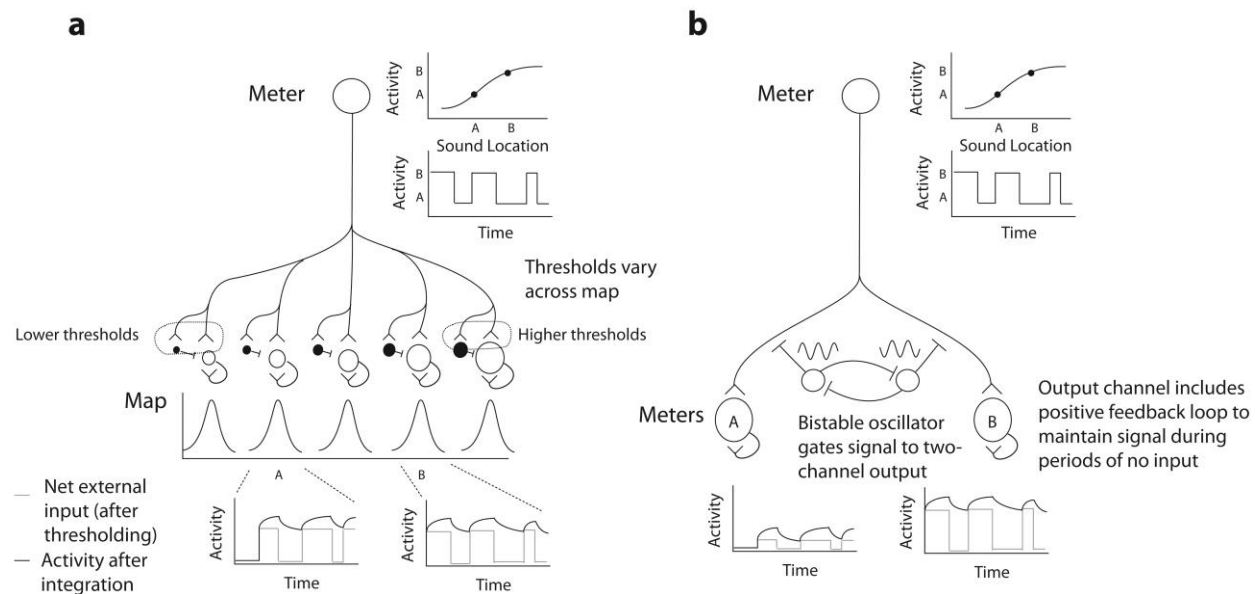 a
Meter
Activity
B
A
A B
Sound Location
Activity
B
A
Time
Thresholds vary
across map
Lower thresholds
Higher thresholds
Map
A
B
Net external
input (after
thresholding)
Activity after
integration
Activity
Time
Activity
Time
b
Meter
Activity
B
A
A B
Sound Location
Activity
B
A
Time
Meters
A
Bistable oscillator
gates signal to two-
channel output
B
Output channel includes
positive feedback loop to
maintain signal during
periods of no input
Activity
Time
Activity
Time